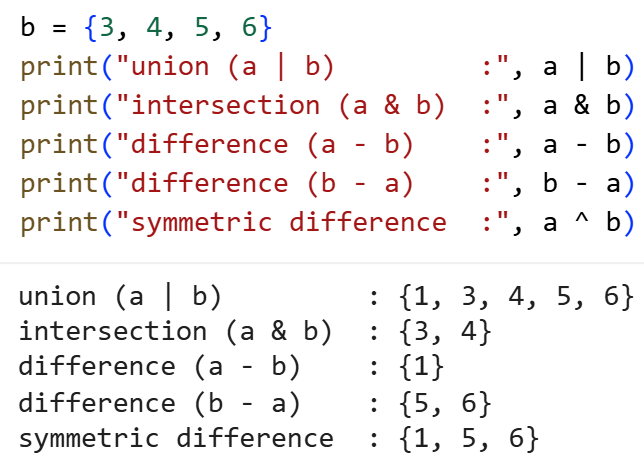 b = {3, 4, 5, 6}
print("union (a | b)         :", a | b)
print("intersection (a & b)  :", a & b)
print("difference (a - b)    :", a - b)
print("difference (b - a)    :", b - a)
print("symmetric difference  :", a ^ b)
union (a | b)         : {1, 3, 4, 5, 6}
intersection (a & b)  : {3, 4}
difference (a - b)    : {1}
difference (b - a)    : {5, 6}
symmetric difference  : {1, 5, 6}